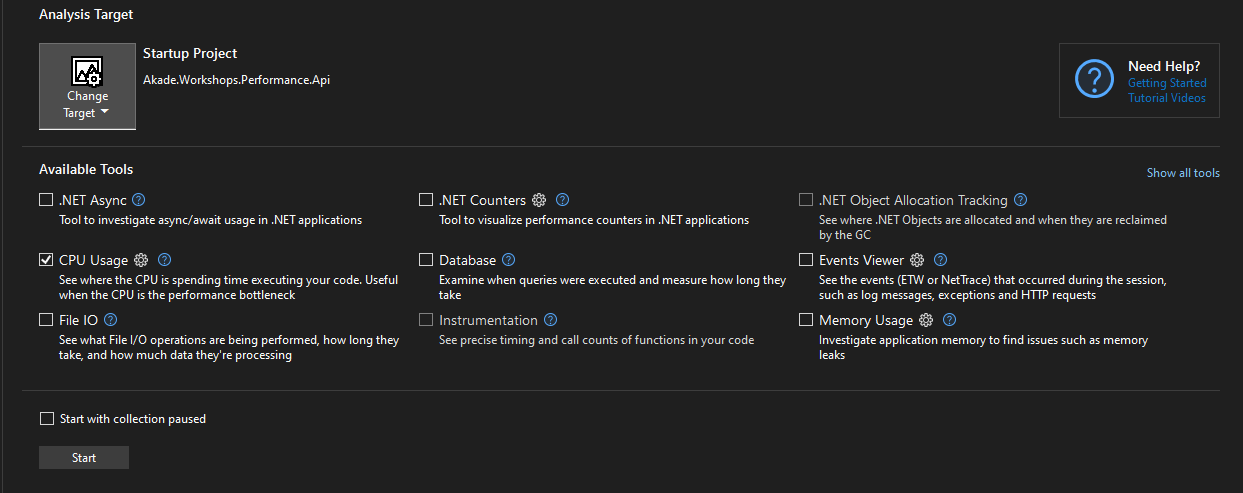 Analysis Target
Change
Target
Startup Project
Akade.Workshops.Performance.Api
Need Help?
Getting Started
Tutorial Videos
Available Tools
Show all tools
.NET Async
Tool to investigate async/await usage in .NET applications
.NET Counters
Tool to visualize performance counters in .NET applications
.NET Object Allocation Tracking
See where .NET Objects are allocated and when they are reclaimed
by the GC
CPU Usage
See where the CPU is spending time executing your code. Useful
when the CPU is the performance bottleneck
Database
Examine when queries were executed and measure how long they
take
Events Viewer
See the events (ETW or NetTrace) that occurred during the session,
such as log messages, exceptions and HTTP requests
File IO
See what File I/O operations are being performed, how long they
take, and how much data they're processing
Instrumentation
See precise timing and call counts of functions in your code
Memory Usage
Investigate application memory to find issues such as memory
leaks
Start with collection paused
Start